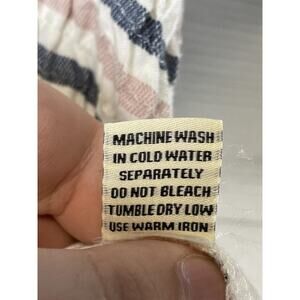 MACHINE WASH
IN COLD WATER
SEPARATELY
DO NOT BLEACH
TUMBLE DRY LOW
USE WARM IRON